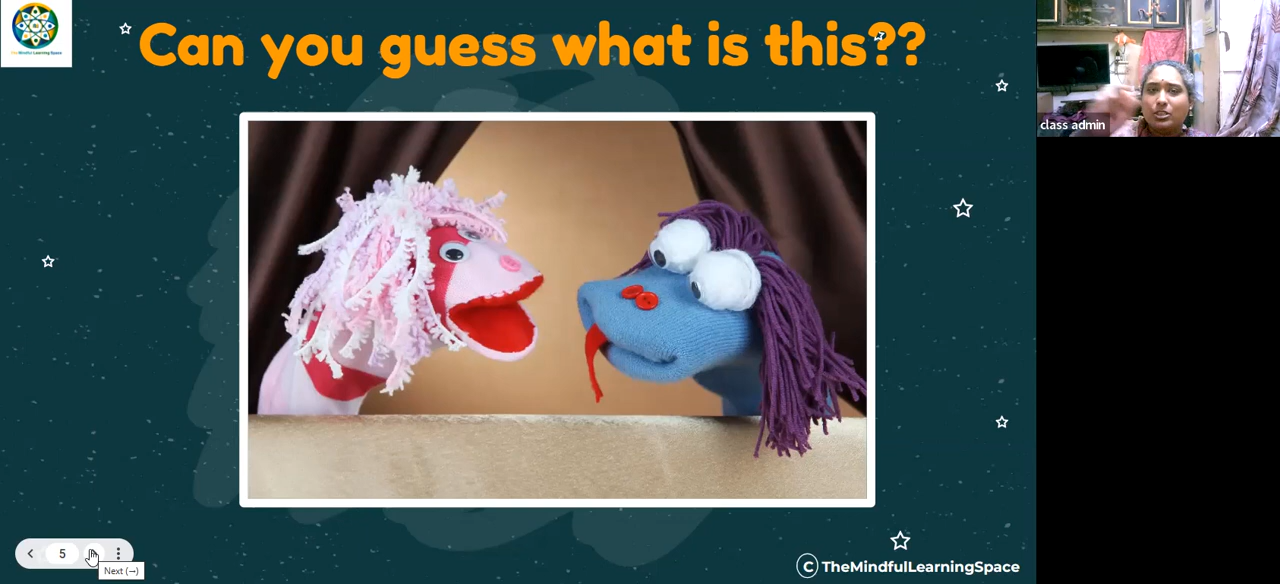 Can you guess what is this??
class admin
5
Next (→)
© TheMindfulLearningSpace